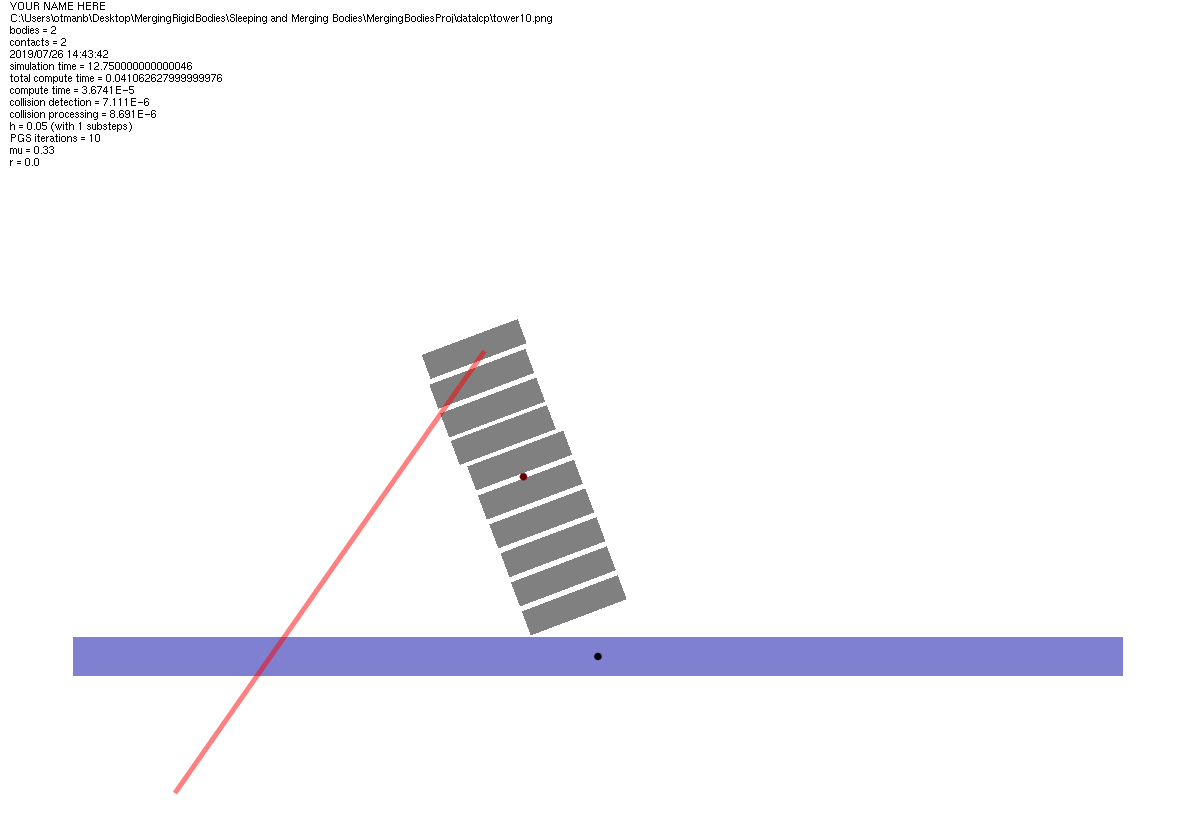 YOUR NAME HERE
C:\Users\otmanb\Desktop\MergingRigidBodies\Sleeping and Merging Bodies\MergingBodiesProj\datalcp\tower10.png
bodies = 2
contacts = 2
2019/07/26 14:43:42
simulation time = 12.750000000000046
total compute time = 0.041062627999999976
compute time = 3.6741E-5
collision detection = 7.111E-6
collision processing = 8.691E-6
h = 0.05 (with 1 substeps)
PGS iterations = 10
mu = 0.33
r = 0.0